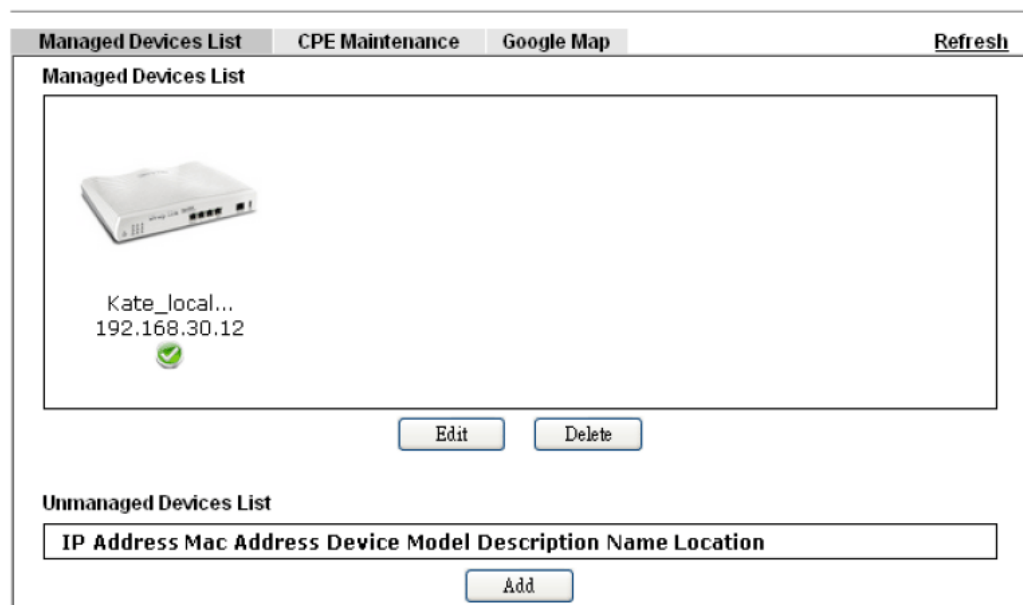 Managed Devices List CPE Maintenance Google Map Refresh
Managed Devices List
Kate_local...
192.168.30.12
Edit Delete
Unmanaged Devices List
IP Address Mac Address Device Model Description Name Location
Add